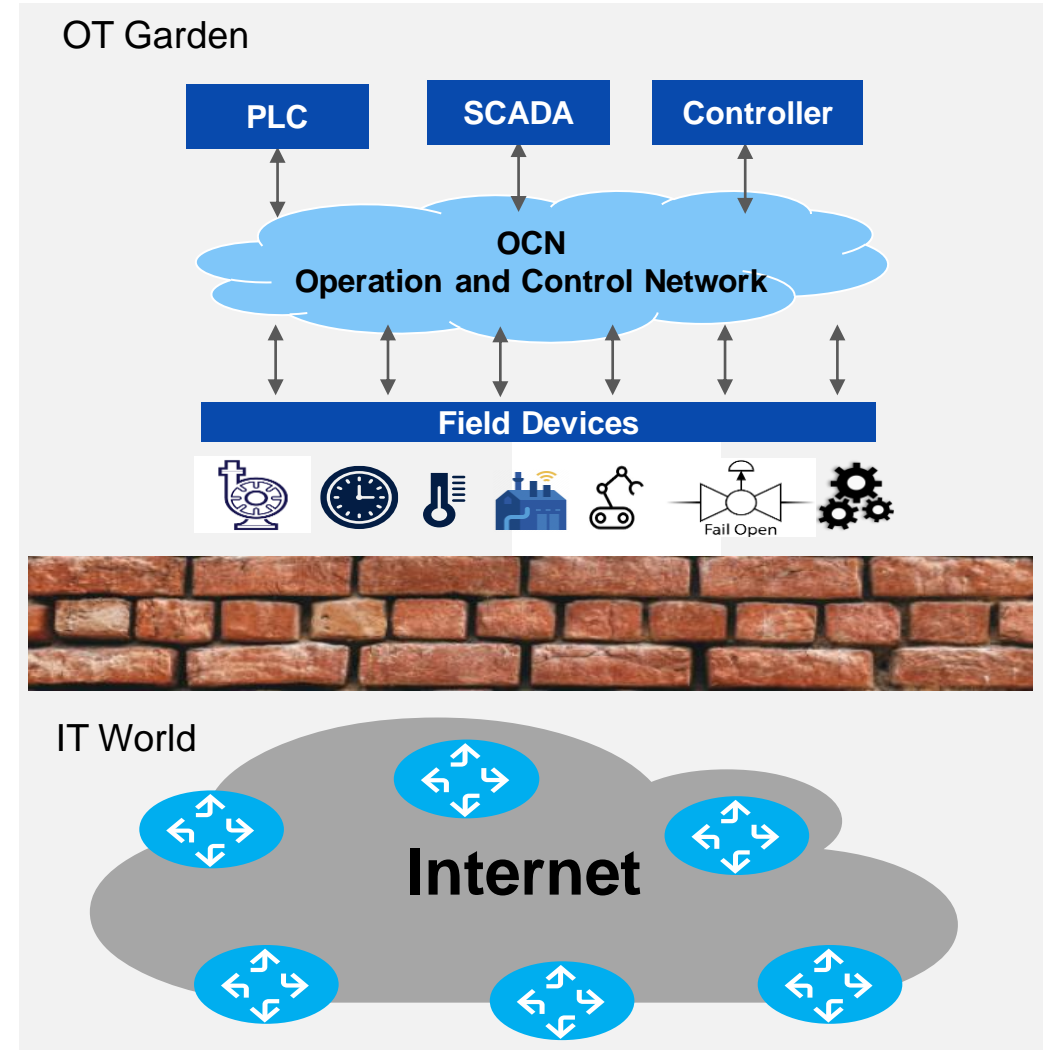 OT Garden
PLC
SCADA
Controller
OCN
Operation and Control Network
Field Devices
Fail Open
IT World
Internet